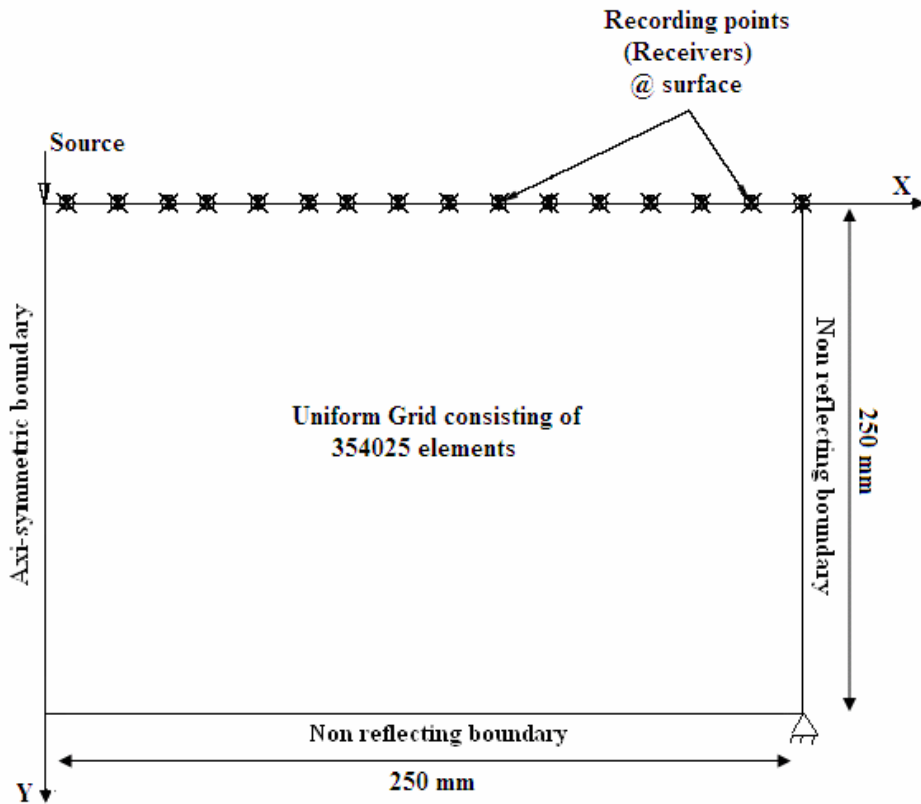 Recording points
(Receivers)
@ surface
Source
X
Axi-symmetric boundary
Uniform Grid consisting of
354025 elements
Non reflecting boundary
250 mm
Non reflecting boundary
250 mm
Y